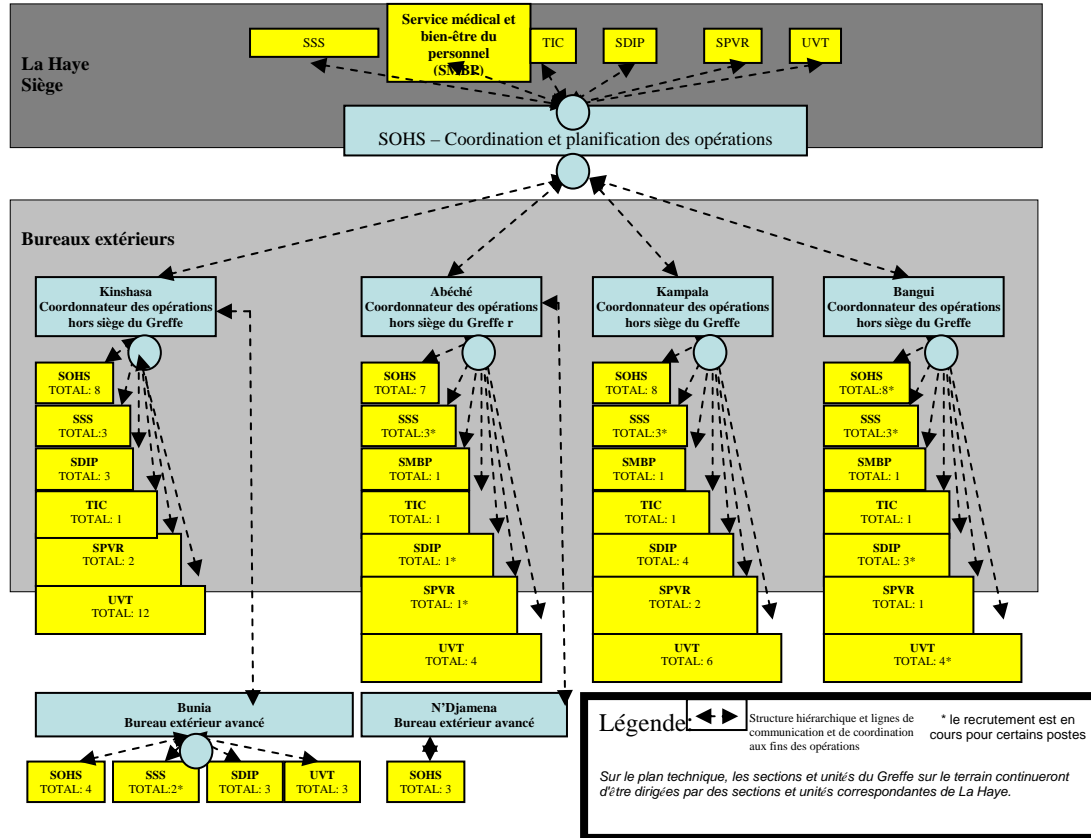 La Haye
Siège
SSS
Service médical et
bien-être du
personnel
(SMBP)
TIC
SDIP
SPVR
UVT
SOHS – Coordination et planification des opérations
Bureaux extérieurs
Kinshasa
Coordonnateur des opérations
hors siège du Greffe
SOHS
TOTAL: 8
SSS
TOTAL:3
SDIP
TOTAL: 3
TIC
TOTAL: 1
SPVR
TOTAL: 2
UVT
TOTAL: 12
Abéché
Coordonnateur des opérations
hors siège du Greffe r
SOHS
TOTAL: 7
SSS
TOTAL:3*
SMBP
TOTAL: 1
TIC
TOTAL: 1
SDIP
TOTAL: 1*
SPVR
TOTAL: 1*
UVT
TOTAL: 4
Kampala
Coordonnateur des opérations
hors siège du Greffe
SOHS
TOTAL: 8
SSS
TOTAL:3*
SMBP
TOTAL: 1
TIC
TOTAL: 1
SDIP
TOTAL: 4
SPVR
TOTAL: 2
UVT
TOTAL: 6
Bangui
Coordonnateur des opérations
hors siège du Greffe
SOHS
TOTAL:8*
SSS
TOTAL:3*
SMBP
TOTAL: 1
TIC
TOTAL: 1
SDIP
TOTAL: 3*
SPVR
TOTAL: 1
UVT
TOTAL: 4*
Bunia
Bureau extérieur avancé
SOHS
TOTAL: 4
SSS
TOTAL:2*
SDIP
TOTAL: 3
UVT
TOTAL: 3
N'Djamena
Bureau extérieur avancé
SOHS
TOTAL: 3
Légende:
Structure hiérarchique et lignes de
communication et de coordination
aux fins des opérations
* le recrutement est en
cours pour certains postes
Sur le plan technique, les sections et unités du Greffe sur le terrain continueront
d'être dirigées par des sections et unités correspondantes de La Haye.